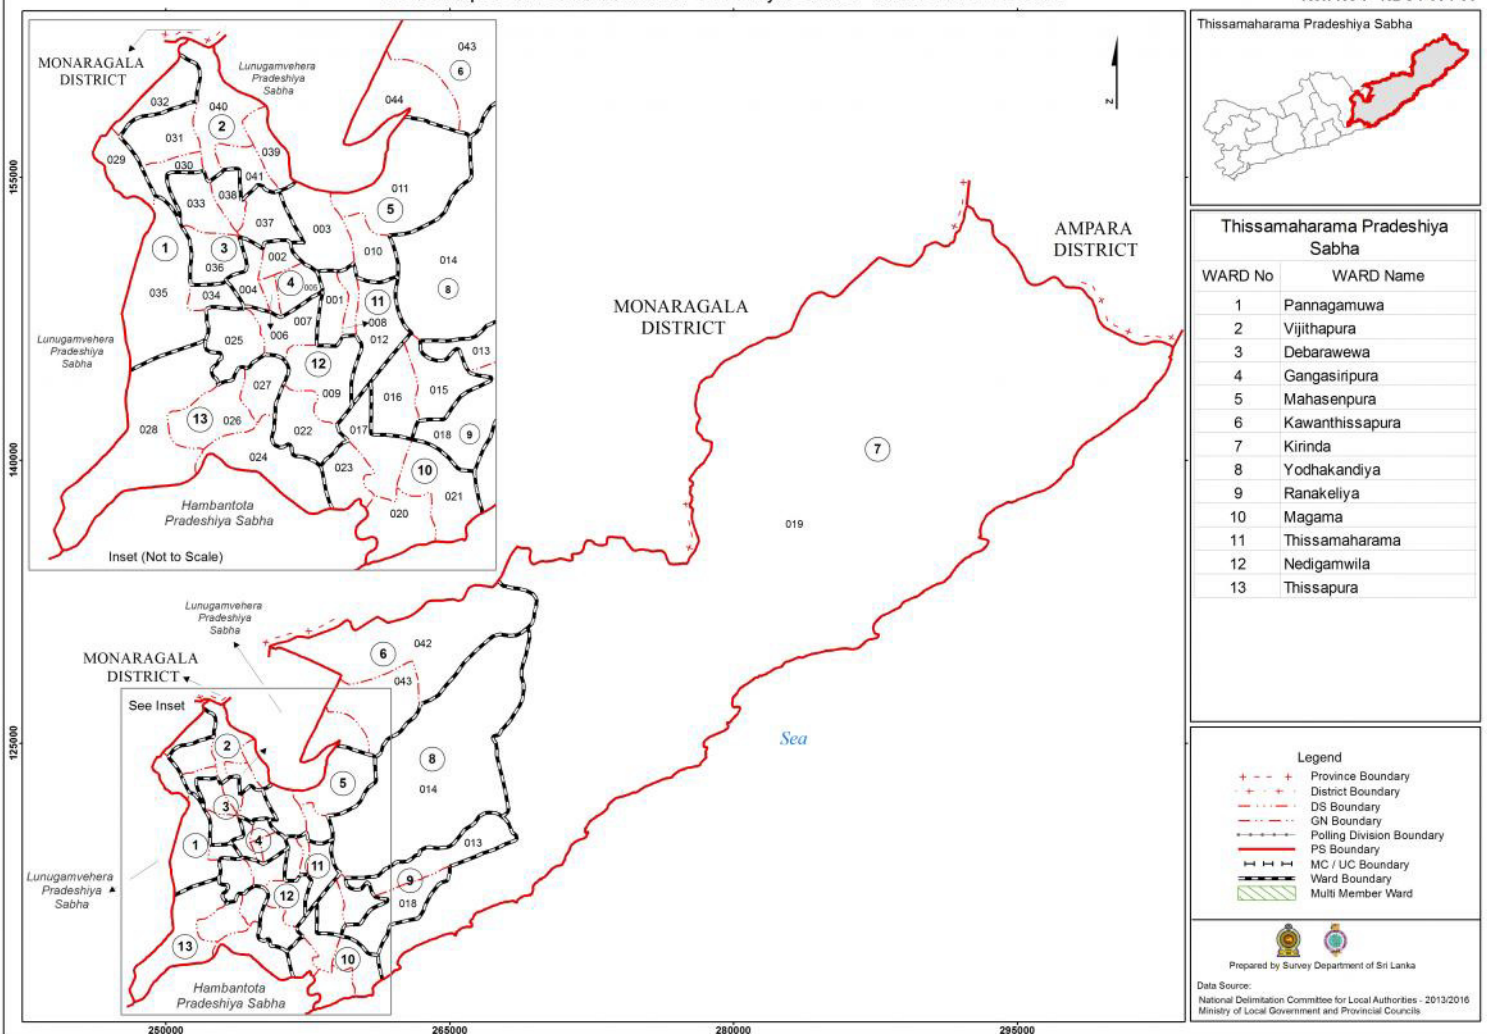 Thissamaharama Pradeshiya Sabha
Thissamaharama Pradeshiya
Sabha
WARD No WARD Name
1 Pannagamuwa
2 Vijithapura
3 Debarawewa
4 Gangasiripura
5 Mahasenpura
6 Kawanthissapura
7 Kirinda
8 Yodhakandiya
9 Ranakeliya
10 Magama
11 Thissamaharama
12 Nedigamwila
13 Thissapura
Legend
Province Boundary
District Boundary
DS Boundary
GN Boundary
Polling Division Boundary
PS Boundary
MC / UC Boundary
Ward Boundary
Multi Member Ward
Prepared by Survey Department of Sri Lanka
Data Source:
National Delimitation Committee for Local Authorities - 2013/2016
Ministry of Local Government and Provincial Councils
MONARAGALA
DISTRICT
Lunugamvehera
Pradeshiya
Sabha
043
6
044
032
040
2
031
039
029
030
041
011
038
5
033
037
003
1
3
002
010
014
036
4
005
8
035
034
004
001
11
007
008
Lunugamvehera
Pradeshiya
Sabha
025
006
012
013
12
027
015
009
016
13
026
028
022
017
018
9
024
023
10
021
Hambantota
Pradeshiya Sabha
020
Inset (Not to Scale)
N
AMPARA
DISTRICT
MONARAGALA
DISTRICT
7
019
Sea
Lunugamvehera
Pradeshiya
Sabha
MONARAGALA
DISTRICT
6
042
043
See Inset
2
8
5
014
3
1
4
013
11
9
12
018
Lunugamvehera
Pradeshiya
Sabha
13
10
Hambantota
Pradeshiya Sabha
155000
140000
125000
250000
265000
280000
295000